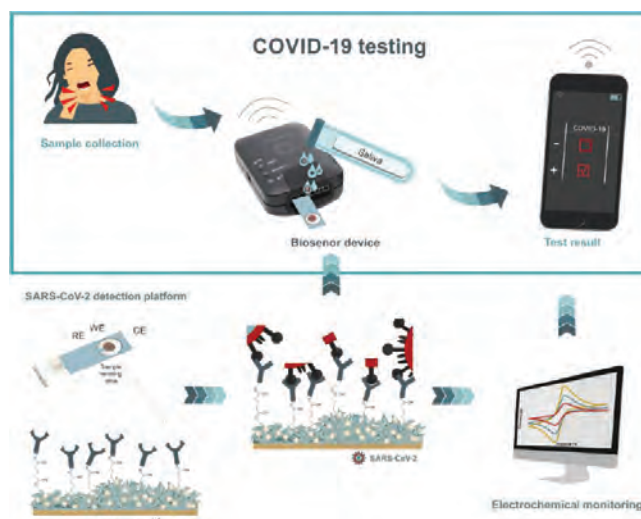 COVID-19 testing
Sample collection
Saliva
Biosenor device
COVID-19
-
+
Test result
SARS-CoV-2 detection platform
RE WE CE
SARS-CoV-2
Electrochemical monitoring